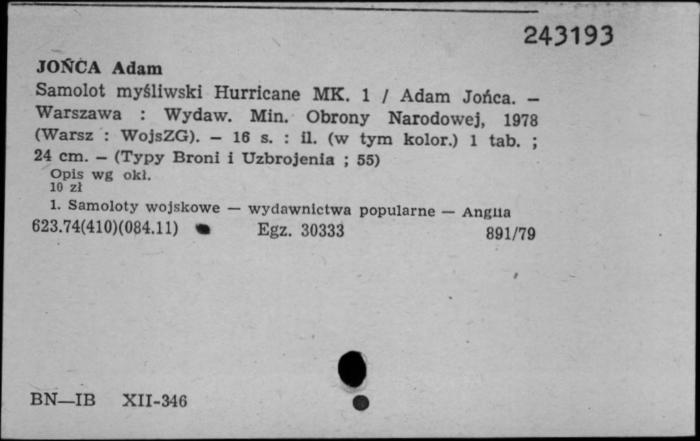 243193
JOŃCA Adam
Samolot myśliwski Hurricane MK. 1 / Adam Jońca. —
Warszawa : Wydaw. Min. Obrony Narodowej, 1978
(Warsz : WojsZG). — 16 s. : il. (w tym kolor.) 1 tab. ;
24 cm. — (Typy Broni i Uzbrojenia ; 55)
Opis wg okł.
10 zł
1. Samoloty wojskowe — wydawnictwa popularne — Anglia
623.74(410)(084.11) Egz. 30333 891/79
BN—IB XII-346